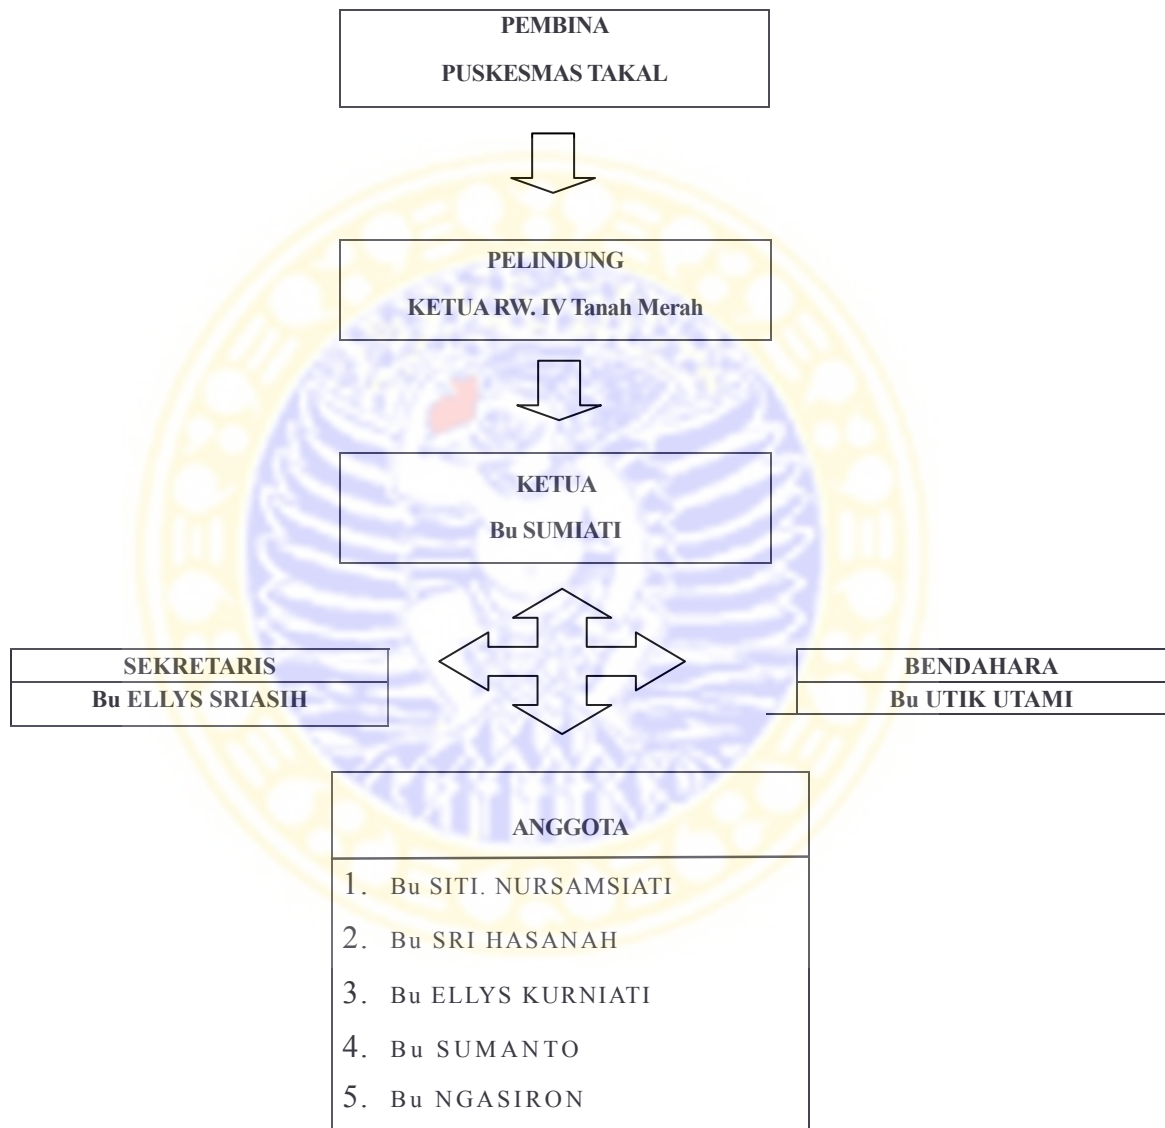 PEMBINA
PUSKESMAS TAKAL
PELINDUNG
KETUA RW. IV Tanah Merah
KETUA
Bu SUMIATI
SEKRETARIS
Bu ELLYS SRIASIH
BENDAHARA
Bu UTIK UTAMI
ANGGOTA
1. Bu SITI. NURSAMSIATI
2. Bu SRI HASANAH
3. Bu ELLYS KURNIATI
4. Bu SUMANTO
5. Bu NGASIRON